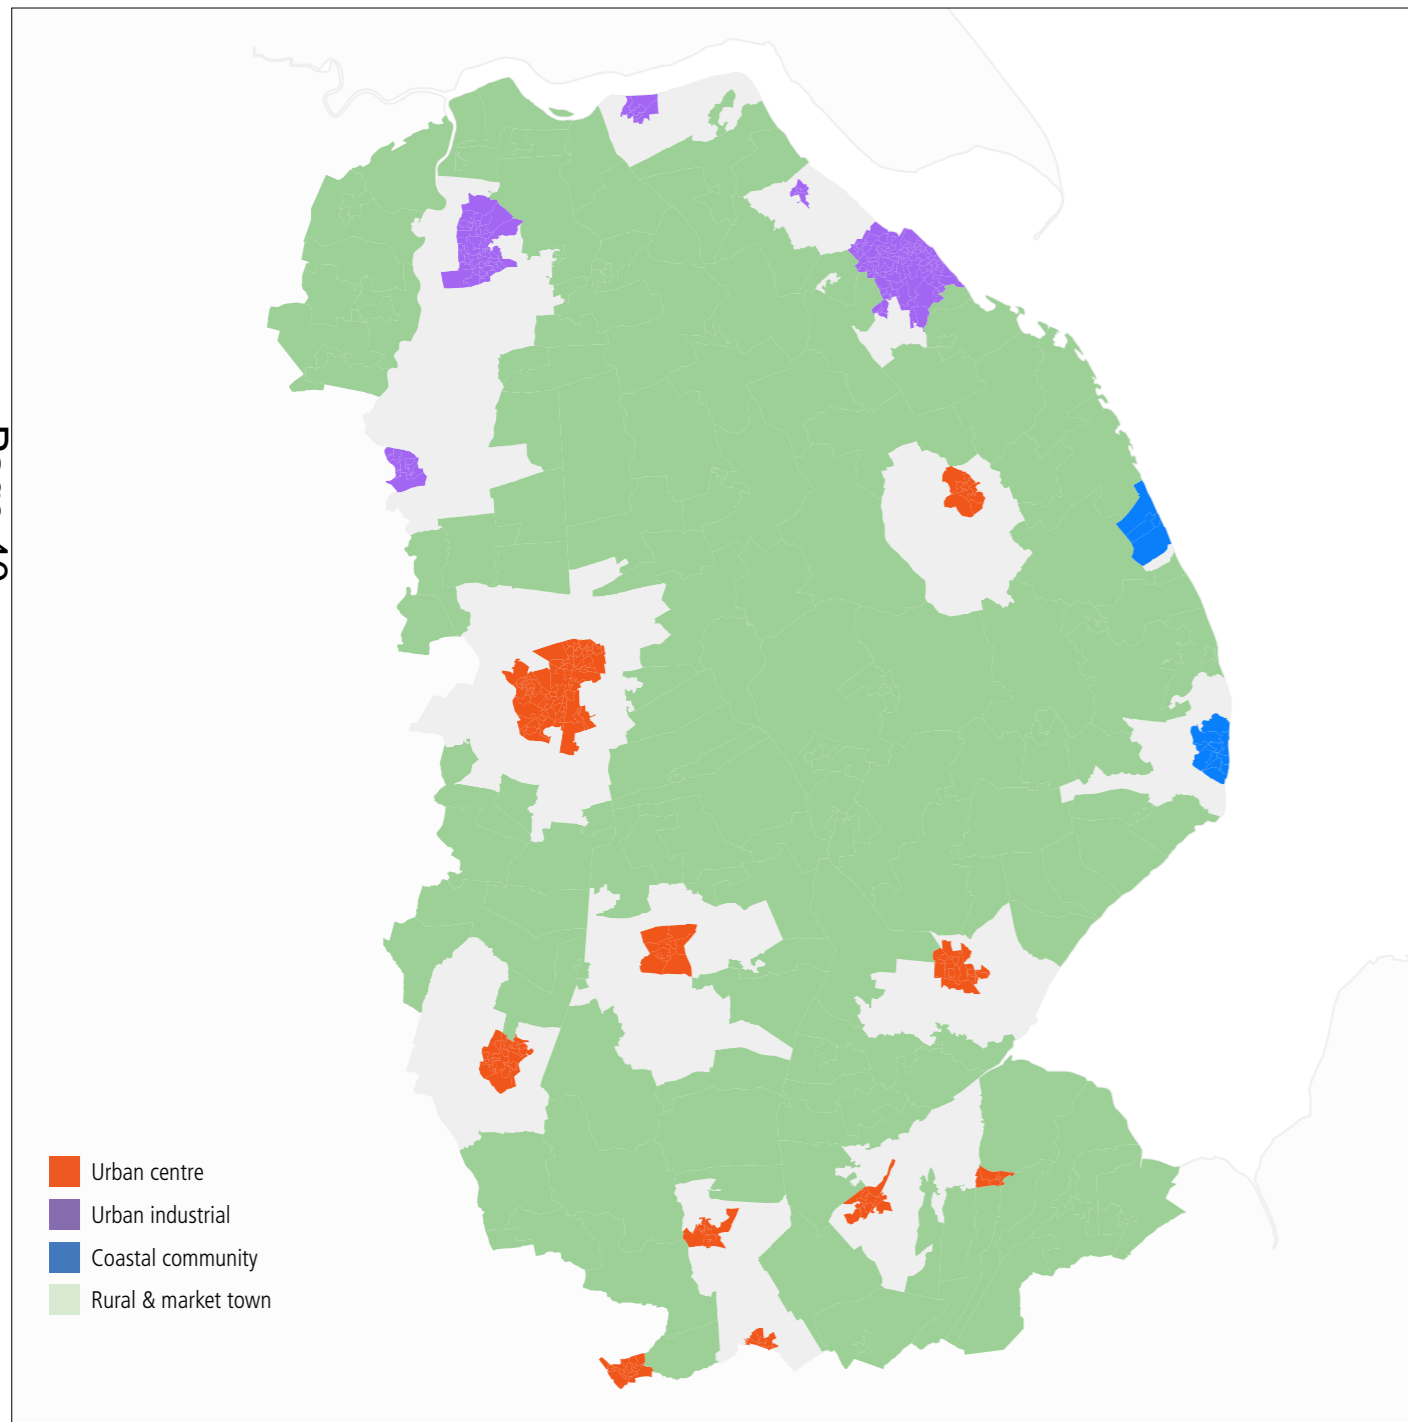 Urban centre
Urban industrial
Coastal community
Rural & market town